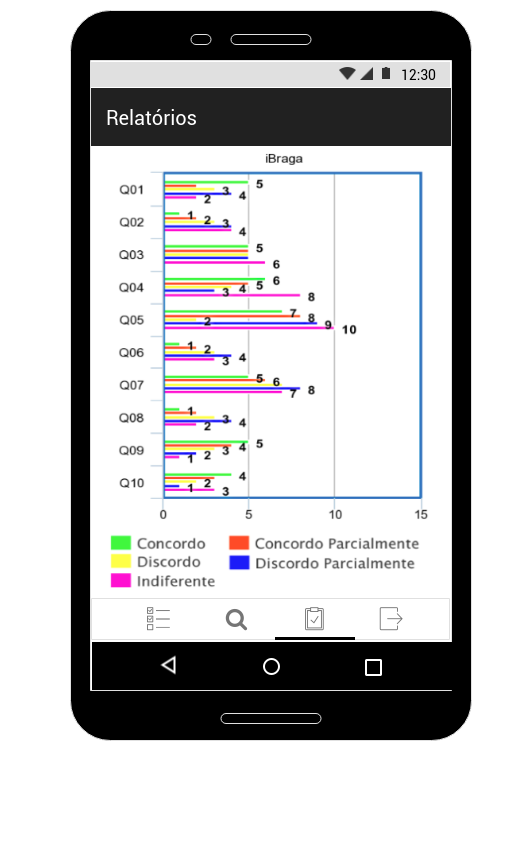 12:30
Relatórios
iBraga
Q01 5 3 4 2
Q02 1 2 3 4
Q03 5 6
Q04 6 5 4 3 8
Q05 7 8 2 9 10
Q06 1 2 4 3
Q07 5 6 8 7
Q08 1 3 4 2
Q09 5 4 3 2 1
Q10 4 2 1 3
0 5 10 15
Concordo Concordo Parcialmente
Discordo Discordo Parcialmente
Indiferente